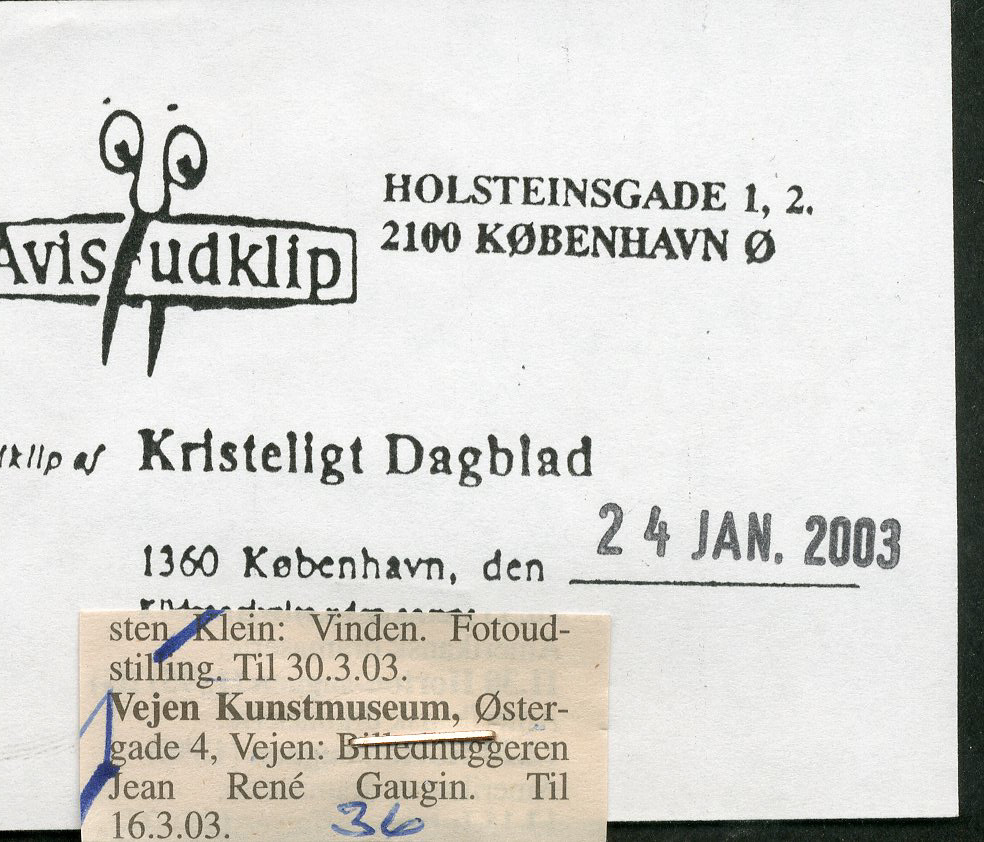 Avis udklip
HOLSTEINSGADE 1, 2.
2100 KØBENHAVN Ø
af Kristeligt Dagblad
1360 København, den 24 JAN. 2003
sten Klein: Vinden. Fotoud-
stilling. Til 30.3.03.
Vejen Kunstmuseum, Øster-
gade 4, Vejen: Billedhuggeren
Jean René Gaugin. Til
16.3.03.
36